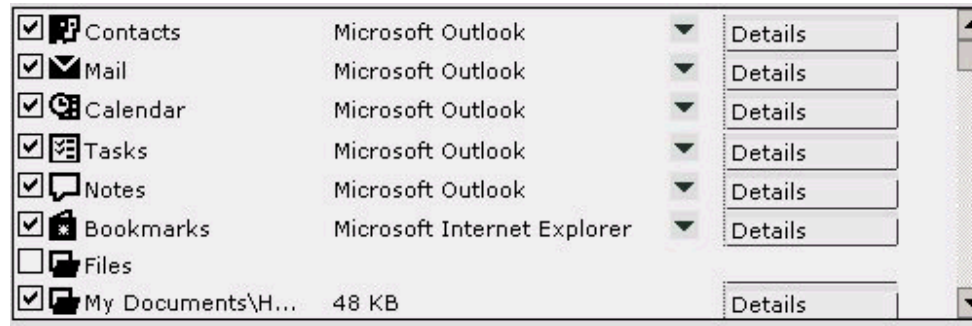 Contacts Microsoft Outlook Details
Mail Microsoft Outlook Details
Calendar Microsoft Outlook Details
Tasks Microsoft Outlook Details
Notes Microsoft Outlook Details
Bookmarks Microsoft Internet Explorer Details
Files
My Documents\H... 48 KB Details